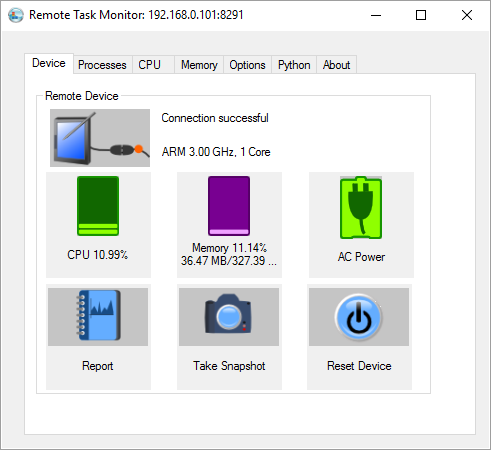 Remote Task Monitor: 192.168.0.101:8291
Device Processes CPU Memory Options Python About
Remote Device
Connection successful
ARM 3.00 GHz, 1 Core
CPU 10.99%
Memory 11.14%
36.47 MB/327.39 ...
AC Power
Report
Take Snapshot
Reset Device